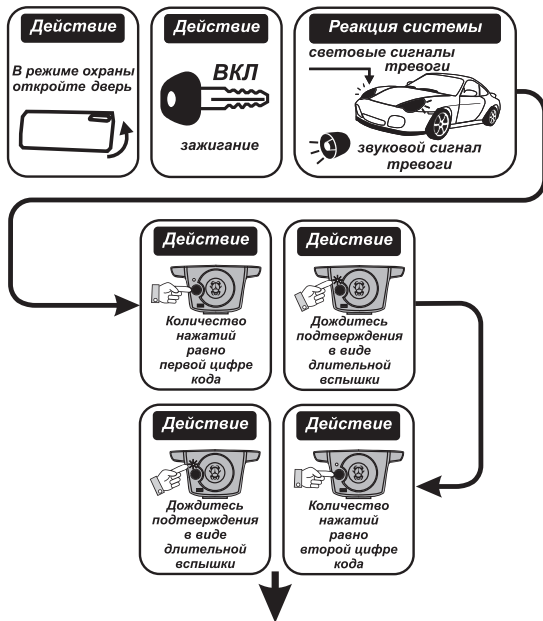 Действие
В режиме охраны
откройте дверь
Действие
ВКЛ
зажигание
Реакция системы
световые сигналы
тревоги
звуковой сигнал
тревоги
Действие
Количество
нажатий
равно
первой цифре
кода
Действие
Дождитесь
подтверждения
в виде
длительной
вспышки
Действие
Дождитесь
подтверждения
в виде
длительной
вспышки
Действие
Количество
нажатий
равно
второй цифре
кода